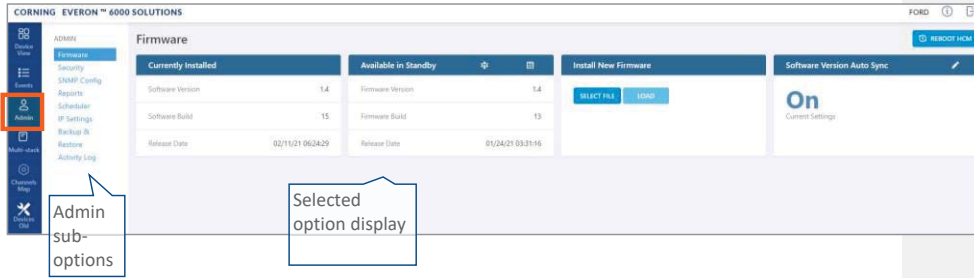 CORNING EVERON ™ 6000 SOLUTIONS
FORD
Device
View
Events
Admin
Multi-stack
Channels
Map
Devices
Old
ADMIN
Firmware
Security
SNMP Config
Reports
Scheduler
IP Settings
Backup &
Restore
Activity Log
Firmware
REBOOT HCM
Currently Installed
Software Version 1.4
Software Build 15
Release Date 02/11/21 06:24:29
Available in Standby
Firmware Version 1.4
Firmware Build 13
Release Date 01/24/21 03:31:16
Install New Firmware
SELECT FILE LOAD
Software Version Auto Sync
On
Current Settings
Admin
sub-
options
Selected
option display